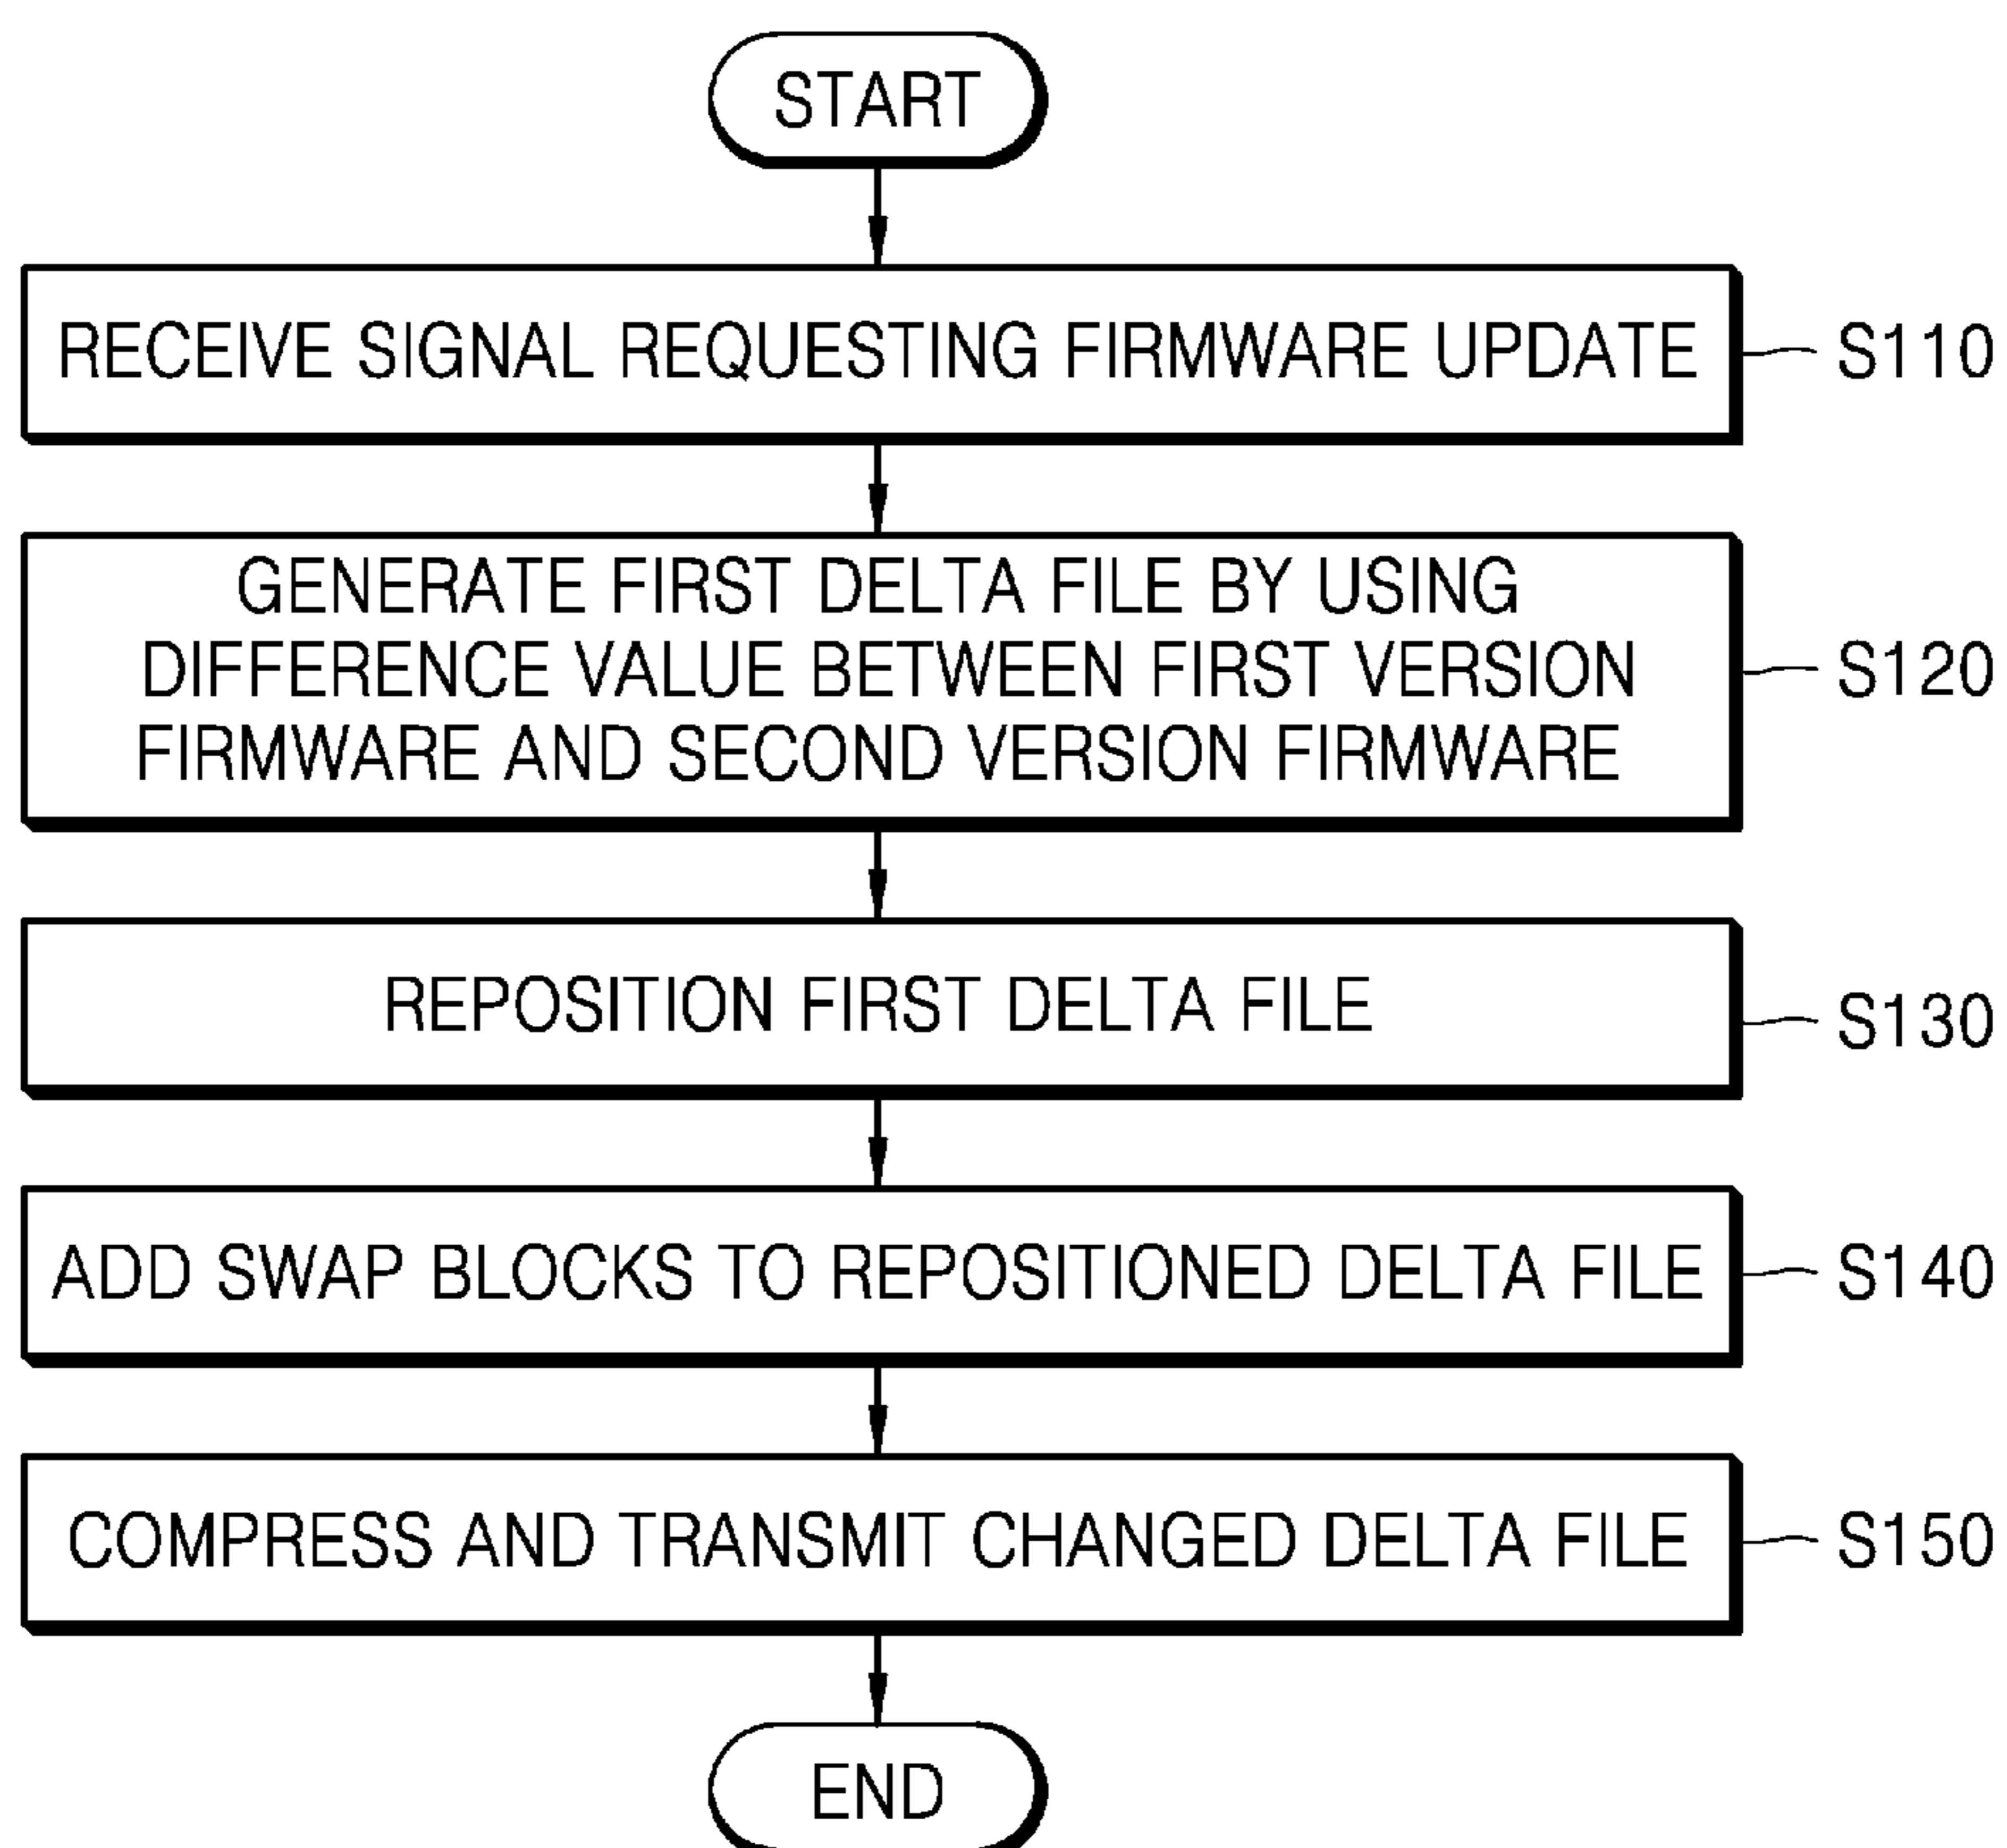 START
RECEIVE SIGNAL REQUESTING FIRMWARE UPDATE
S110
GENERATE FIRST DELTA FILE BY USING
DIFFERENCE VALUE BETWEEN FIRST VERSION
FIRMWARE AND SECOND VERSION FIRMWARE
S120
REPOSITION FIRST DELTA FILE
S130
ADD SWAP BLOCKS TO REPOSITIONED DELTA FILE
S140
COMPRESS AND TRANSMIT CHANGED DELTA FILE
S150
END